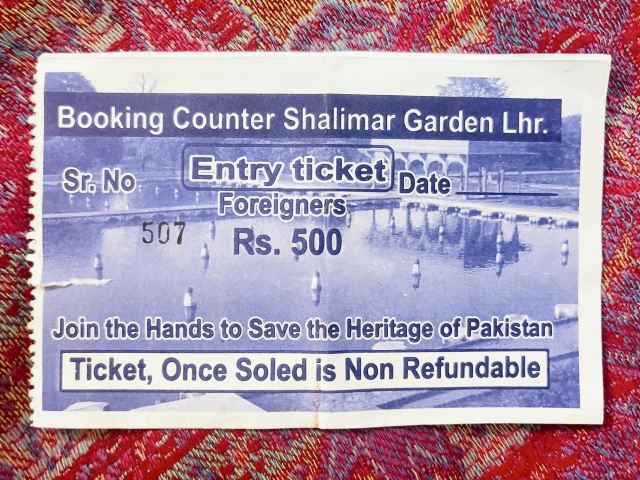 Booking Counter Shalimar Garden Lhr.
Entry ticket
Sr. No
Date
Foreigners
507
Rs. 500
Join the Hands to Save the Heritage of Pakistan
Ticket, Once Soled is Non Refundable